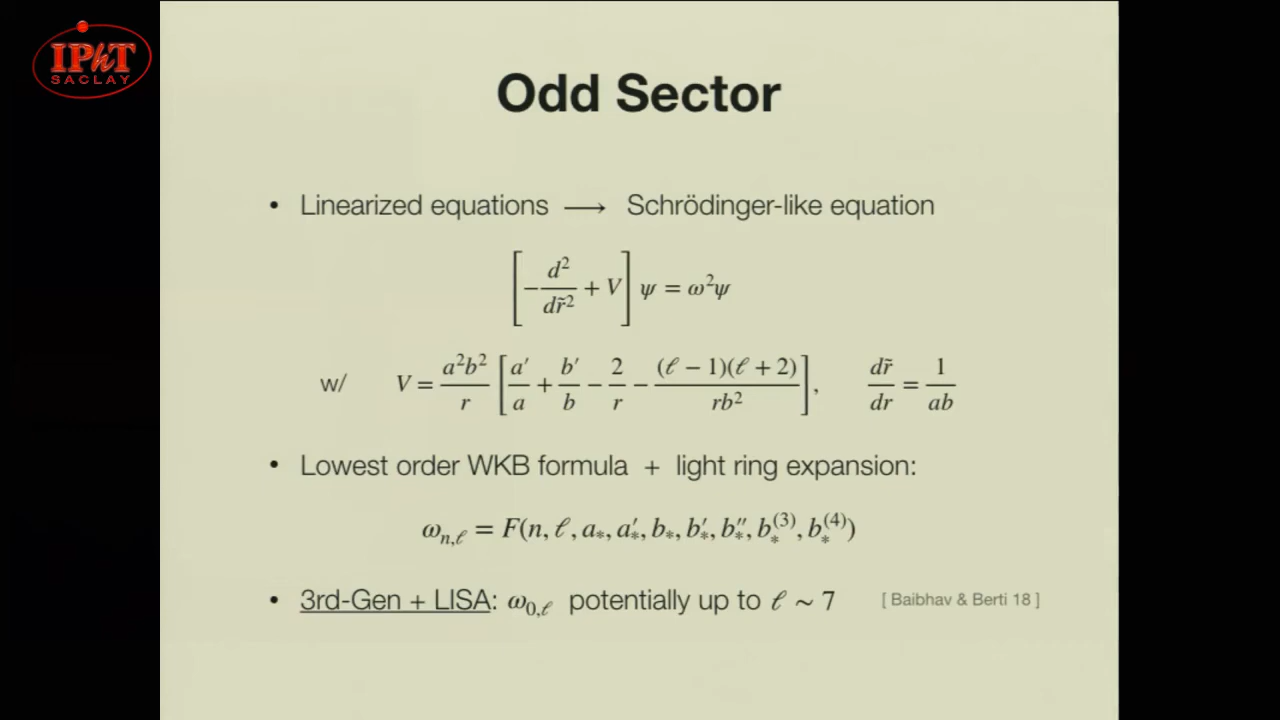 IPhT
SACLAY
Odd Sector
• Linearized equations ⟶ Schrödinger-like equation
[−d²/dr̃² + V] ψ = ω²ψ
w/ V = a²b²/r [a′/a + b′/b − 2/r − (ℓ − 1)(ℓ + 2)/rb²], dr̃/dr = 1/ab
• Lowest order WKB formula + light ring expansion:
ω_{n,ℓ} = F(n, ℓ, a_*, a′_*, b_*, b′_*, b″_*, b_*^{(3)}, b_*^{(4)})
• 3rd-Gen + LISA: ω_{0,ℓ} potentially up to ℓ ~ 7 [ Baibhav & Berti 18 ]